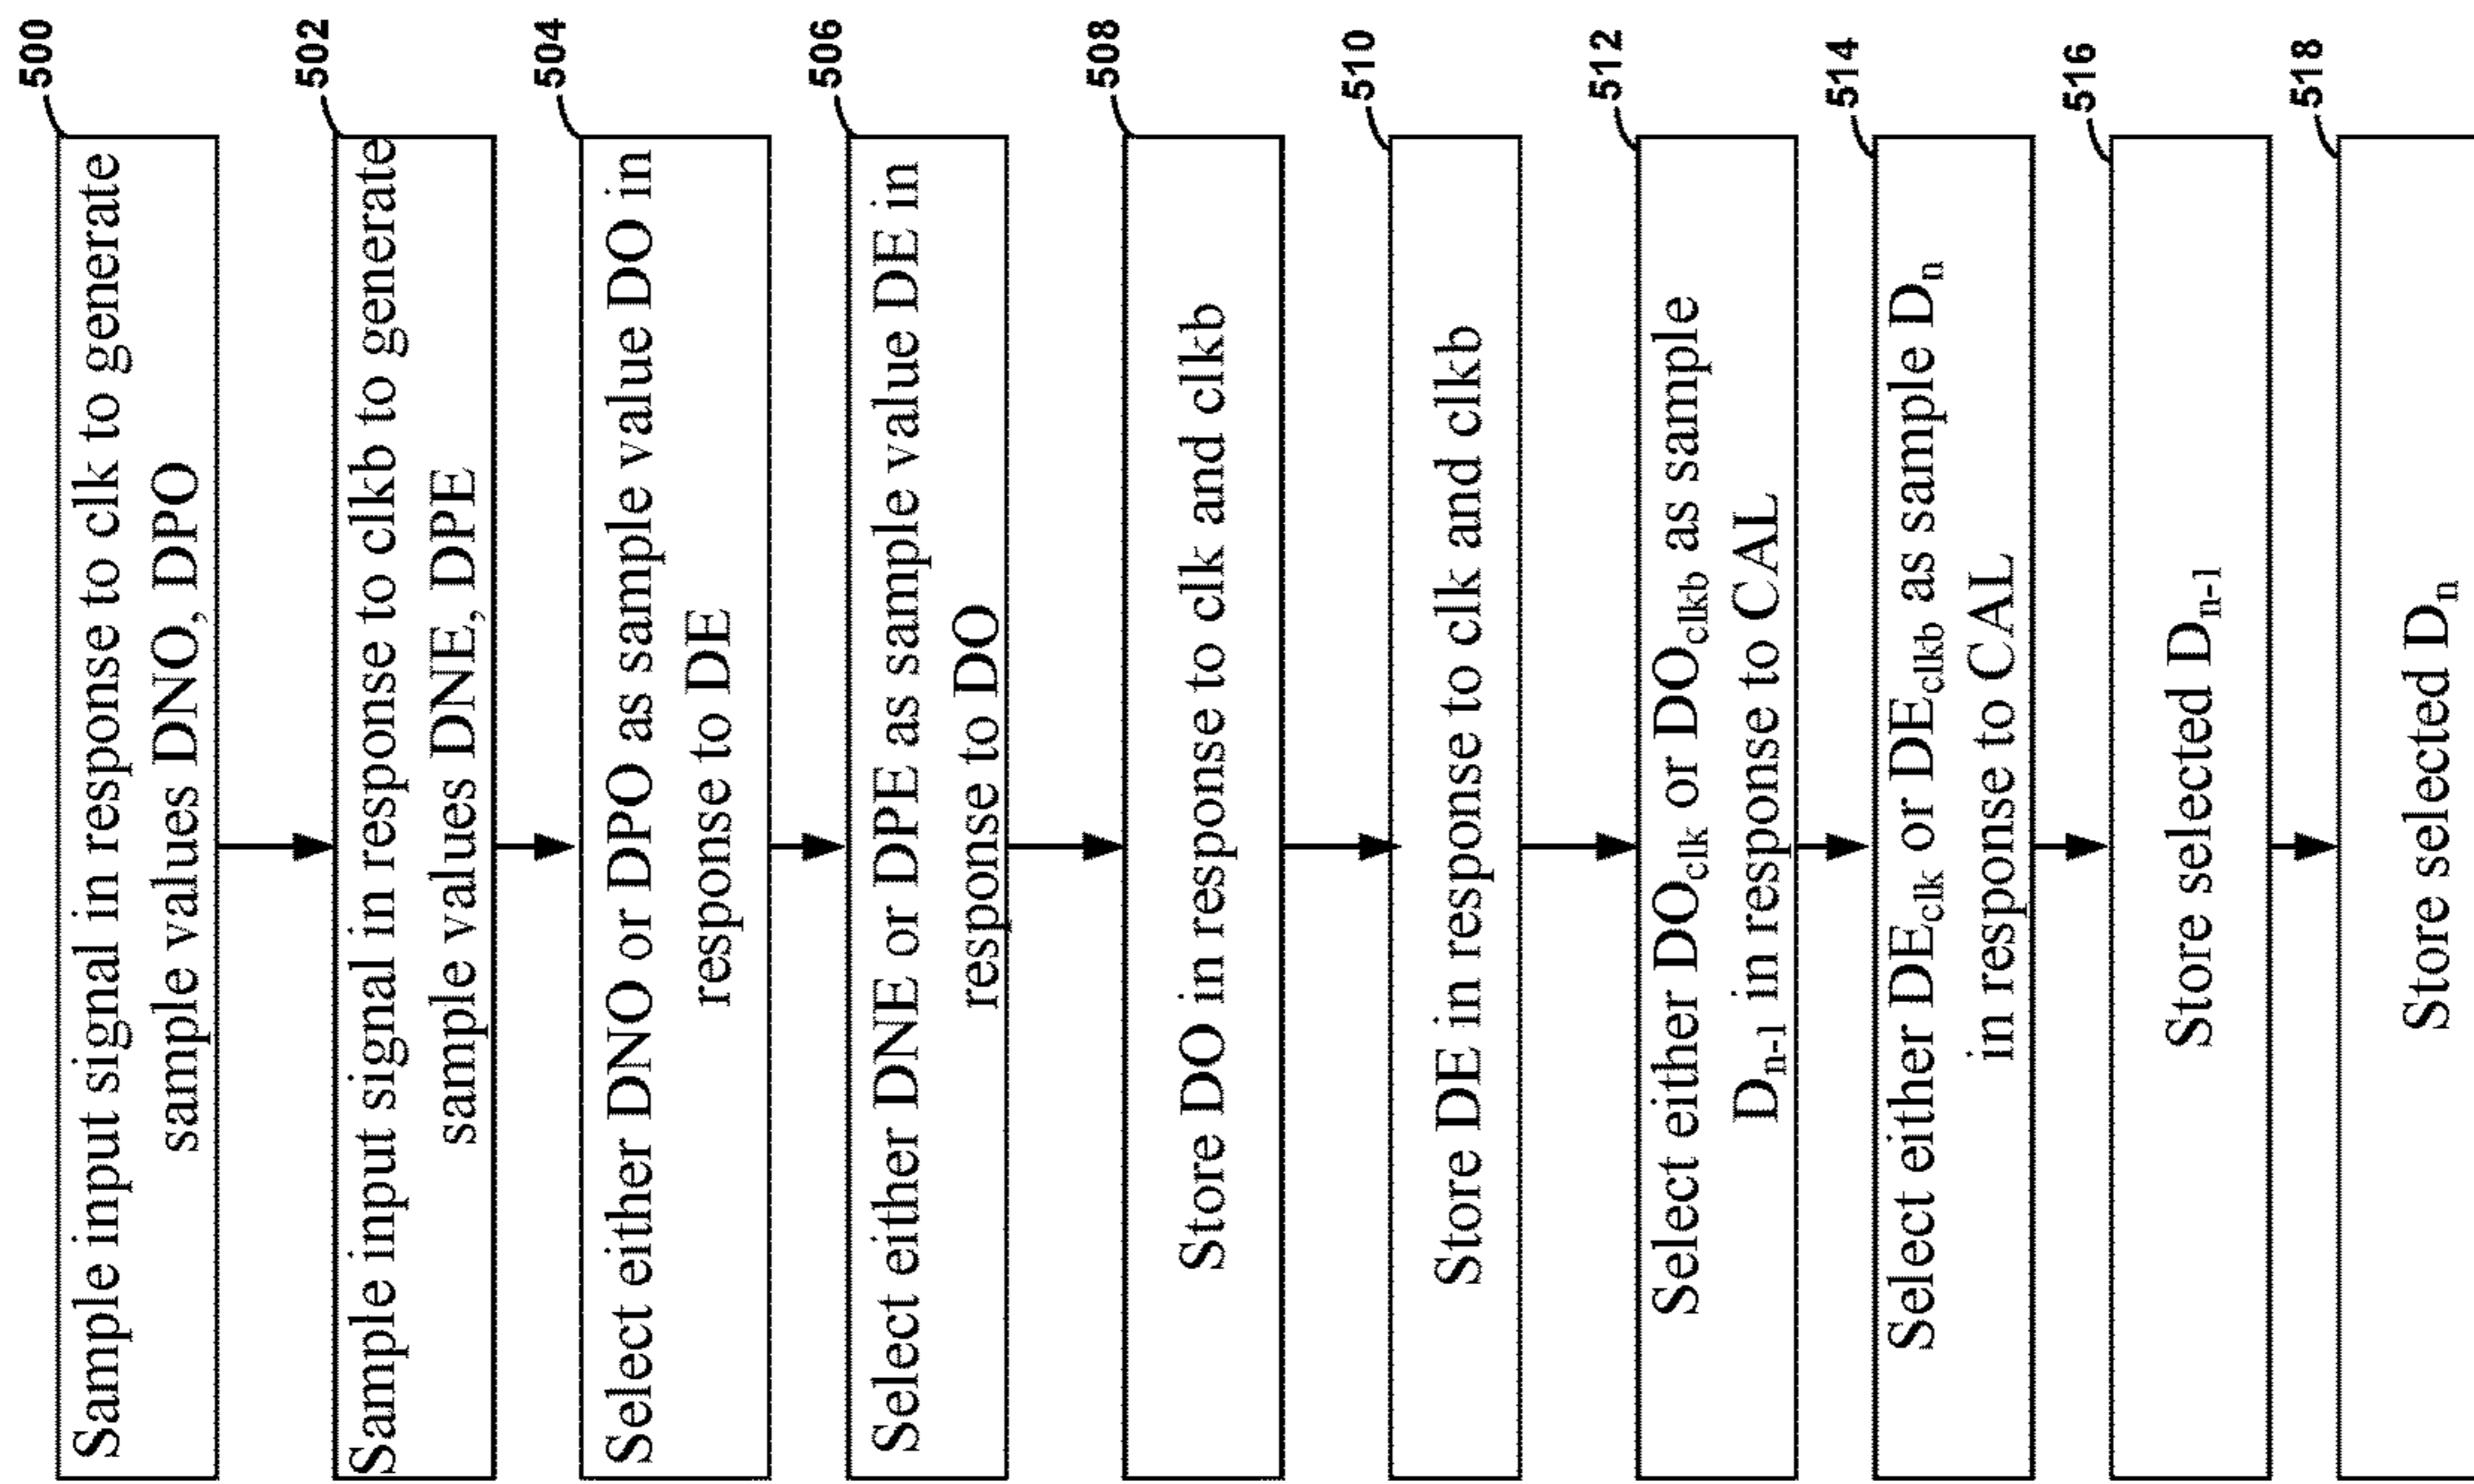 500
Sample input signal in response to clk to generate
sample values DNO, DPO
502
Sample input signal in response to clkb to generate
sample values DNE, DPE
504
Select either DNO or DPO as sample value DO in
response to DE
506
Select either DNE or DPE as sample value DE in
response to DO
508
Store DO in response to clk and clkb
510
Store DE in response to clk and clkb
512
Select either DOclk or DOclkb as sample
Dn-1 in response to CAL
514
Select either DEclk or DEclkb as sample Dn
in response to CAL
516
Store selected Dn-1
518
Store selected Dn